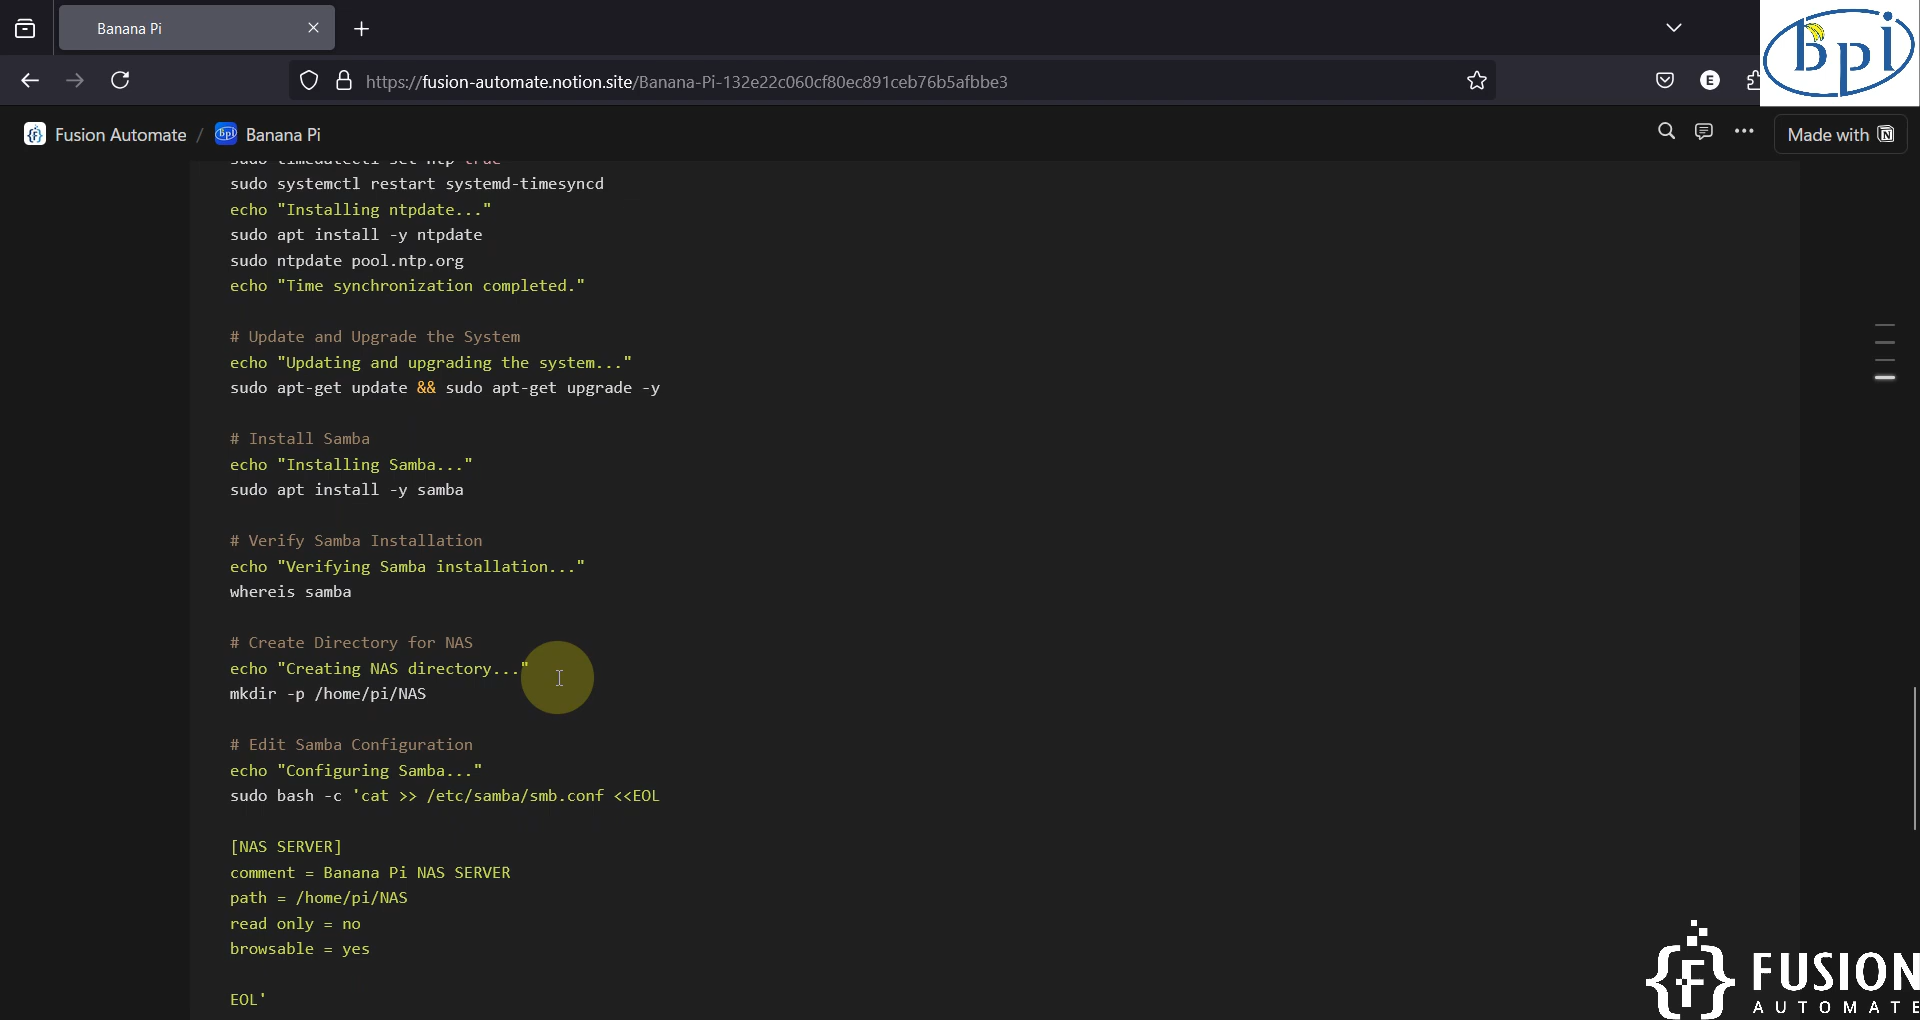 Banana Pi
https://fusion-automate.notion.site/Banana-Pi-132e22c060cf80ec891ceb76b5afbbe3
E
bpi
Fusion Automate / bpi Banana Pi
Made with N
sudo timedatectl set-ntp true
sudo systemctl restart systemd-timesyncd
echo "Installing ntpdate..."
sudo apt install -y ntpdate
sudo ntpdate pool.ntp.org
echo "Time synchronization completed."
# Update and Upgrade the System
echo "Updating and upgrading the system..."
sudo apt-get update && sudo apt-get upgrade -y
# Install Samba
echo "Installing Samba..."
sudo apt install -y samba
# Verify Samba Installation
echo "Verifying Samba installation..."
whereis samba
# Create Directory for NAS
echo "Creating NAS directory..."
mkdir -p /home/pi/NAS
# Edit Samba Configuration
echo "Configuring Samba..."
sudo bash -c 'cat >> /etc/samba/smb.conf <<EOL
[NAS SERVER]
comment = Banana Pi NAS SERVER
path = /home/pi/NAS
read only = no
browsable = yes
EOL'
{F} FUSION
AUTOMATE